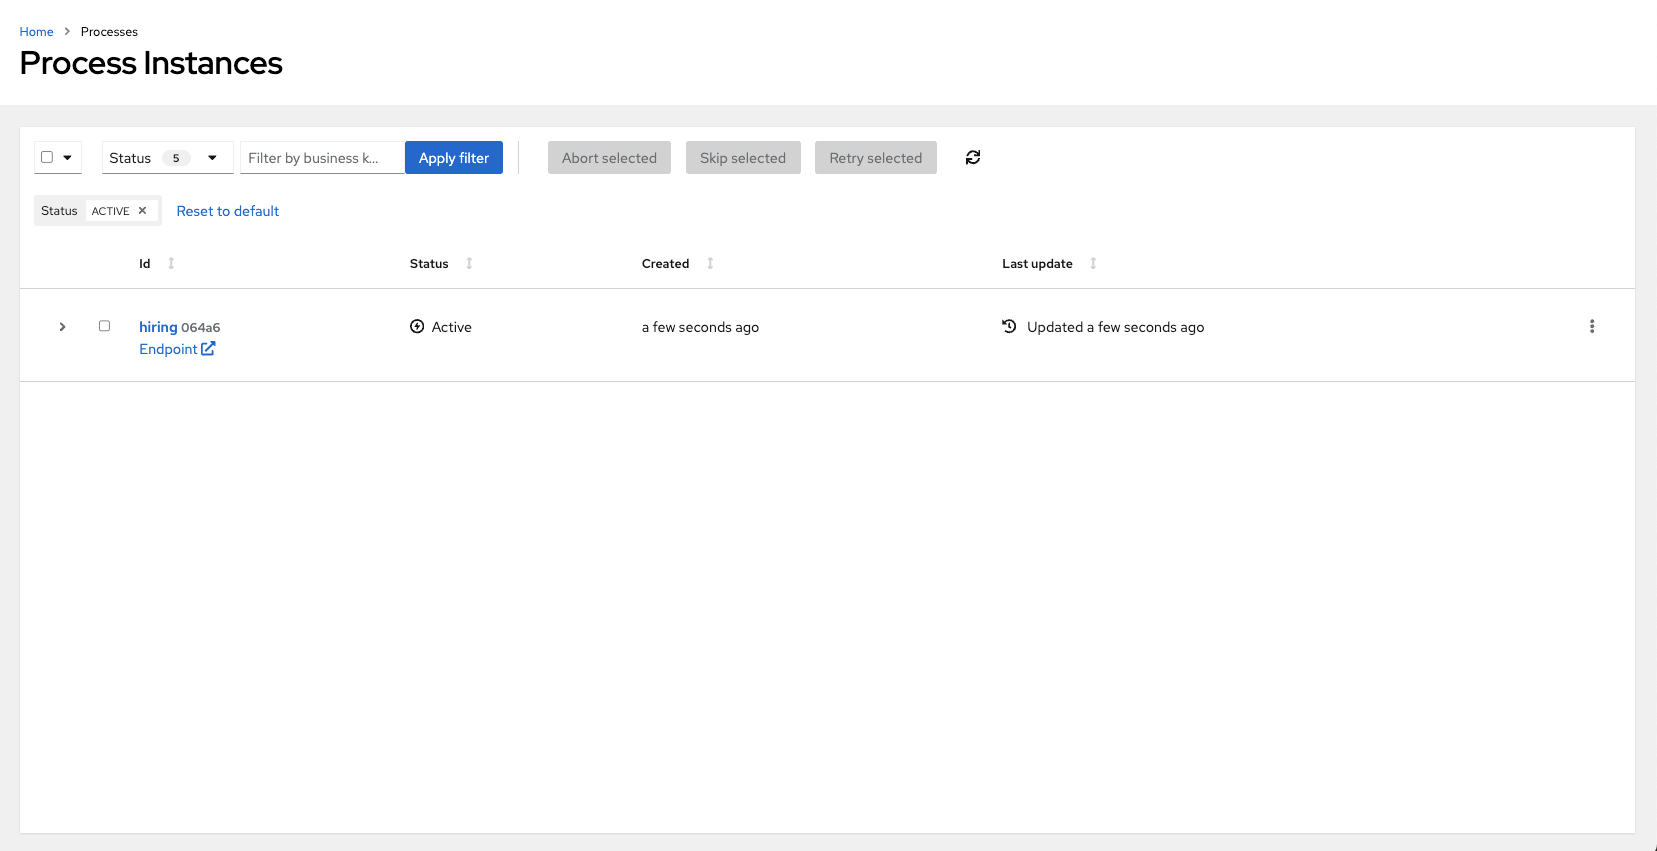 Home > Processes
Process Instances
Status 5 Filter by business k... Apply filter Abort selected Skip selected Retry selected
Status ACTIVE Reset to default
Id Status Created Last update
hiring 064a6 Active a few seconds ago Updated a few seconds ago
Endpoint